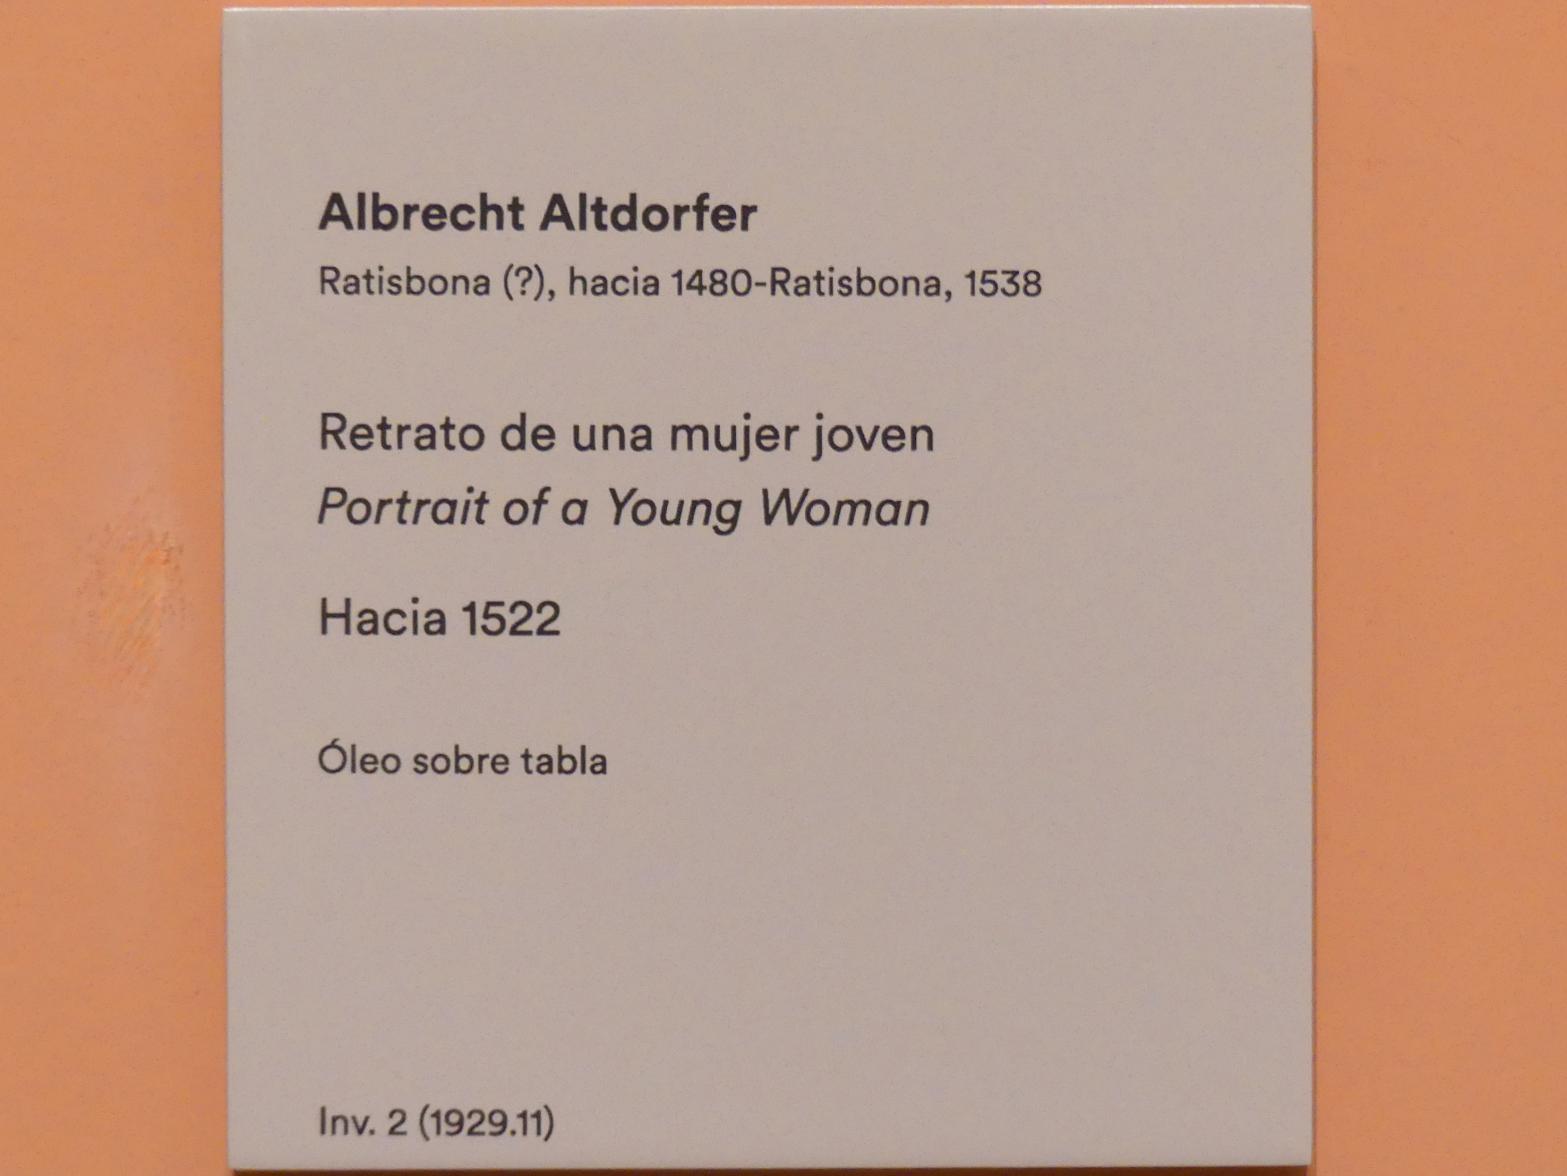 Albrecht Altdorfer
Ratisbona (?), hacia 1480-Ratisbona, 1538
Retrato de una mujer joven
Portrait of a Young Woman
Hacia 1522
Óleo sobre tabla
Inv. 2 (1929.11)